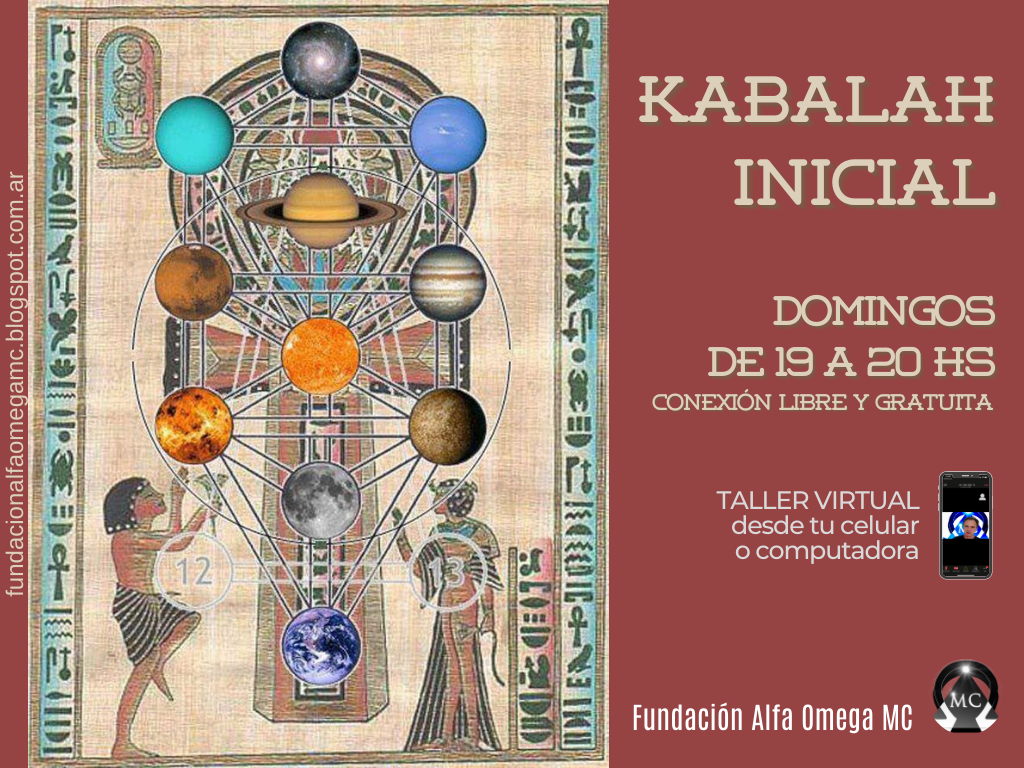 KABALAH
INICIAL
DOMINGOS
DE 19 A 20 HS
CONEXIÓN LIBRE Y GRATUITA
TALLER VIRTUAL
desde tu celular
o computadora
Fundación Alfa Omega MC
MC
fundacionalfaomegamc.blogspot.com.ar
12
13